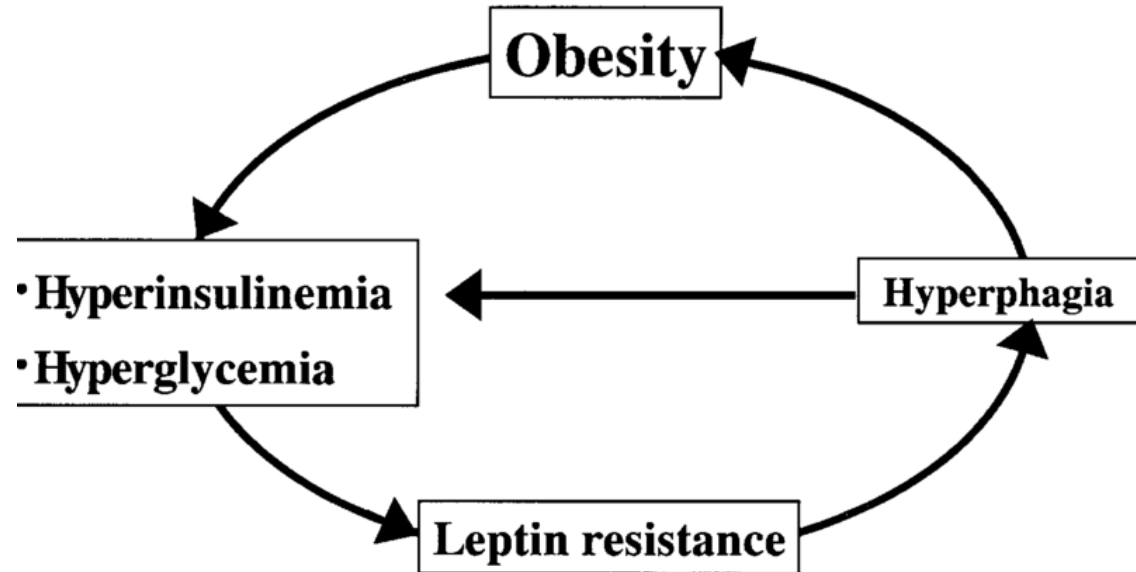 Obesity
• Hyperinsulinemia
• Hyperglycemia
Hyperphagia
Leptin resistance